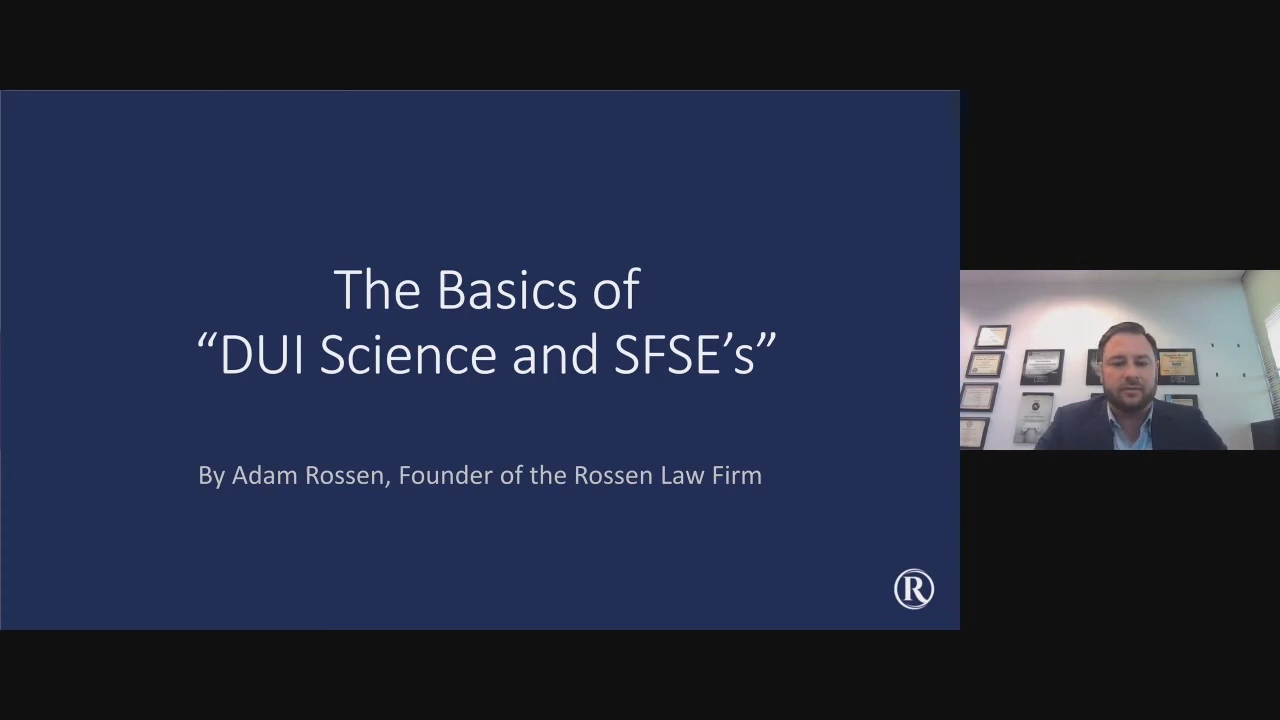 The Basics of
“DUI Science and SFSE’s”
By Adam Rossen, Founder of the Rossen Law Firm
R